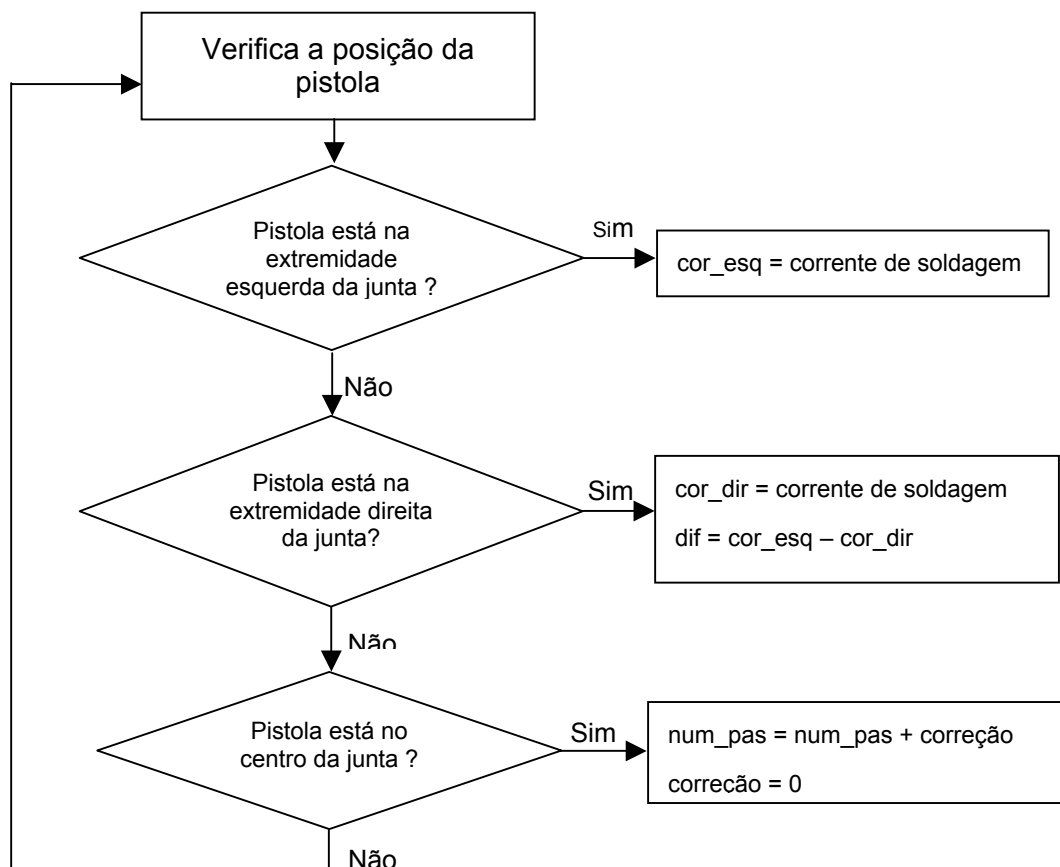 Verifica a posição da
pistola
Pistola está na
extremidade
esquerda da junta ?
Sim
cor_esq = corrente de soldagem
Não
Pistola está na
extremidade direita
da junta?
Sim
cor_dir = corrente de soldagem
dif = cor_esq – cor_dir
Não
Pistola está no
centro da junta ?
Sim
num_pas = num_pas + correção
correcão = 0
Não